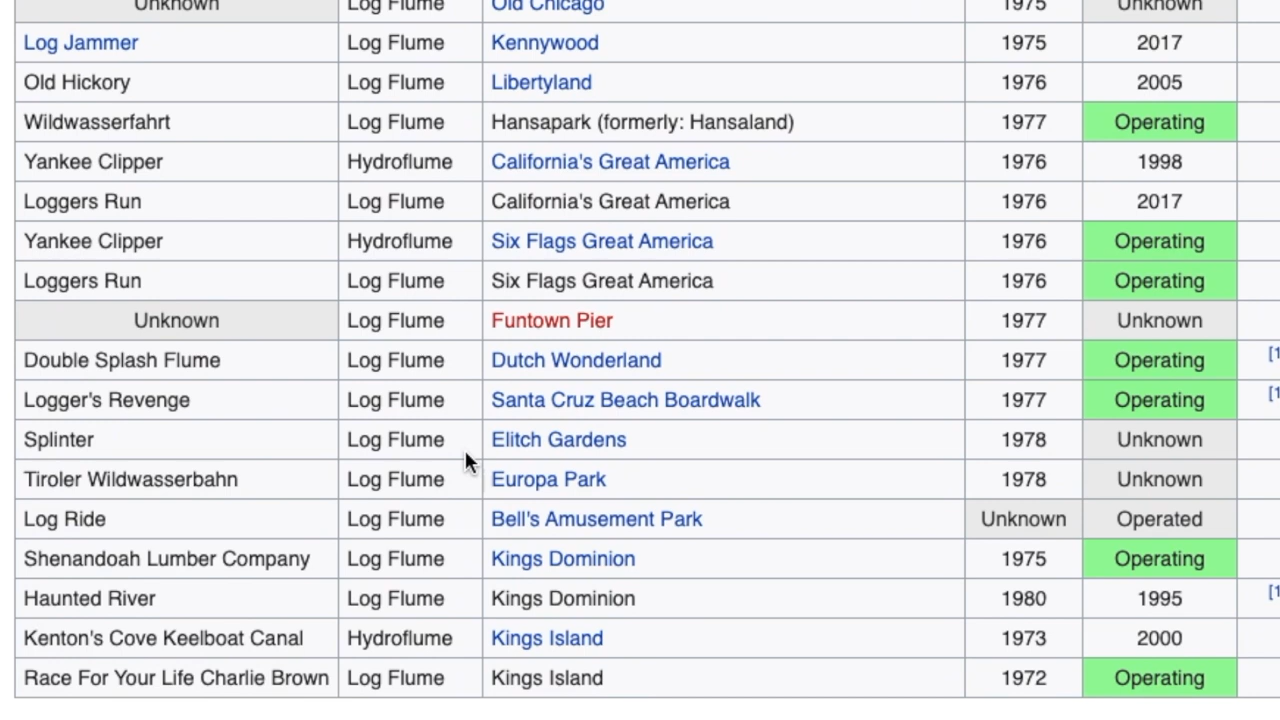 Unknown Log Flume Old Chicago 1975 Unknown
Log Jammer Log Flume Kennywood 1975 2017
Old Hickory Log Flume Libertyland 1976 2005
Wildwasserfahrt Log Flume Hansapark (formerly: Hansaland) 1977 Operating
Yankee Clipper Hydroflume California's Great America 1976 1998
Loggers Run Log Flume California's Great America 1976 2017
Yankee Clipper Hydroflume Six Flags Great America 1976 Operating
Loggers Run Log Flume Six Flags Great America 1976 Operating
Unknown Log Flume Funtown Pier 1977 Unknown
Double Splash Flume Log Flume Dutch Wonderland 1977 Operating [1
Logger's Revenge Log Flume Santa Cruz Beach Boardwalk 1977 Operating [1
Splinter Log Flume Elitch Gardens 1978 Unknown
Tiroler Wildwasserbahn Log Flume Europa Park 1978 Unknown
Log Ride Log Flume Bell's Amusement Park Unknown Operated
Shenandoah Lumber Company Log Flume Kings Dominion 1975 Operating
Haunted River Log Flume Kings Dominion 1980 1995 [1
Kenton's Cove Keelboat Canal Hydroflume Kings Island 1973 2000
Race For Your Life Charlie Brown Log Flume Kings Island 1972 Operating